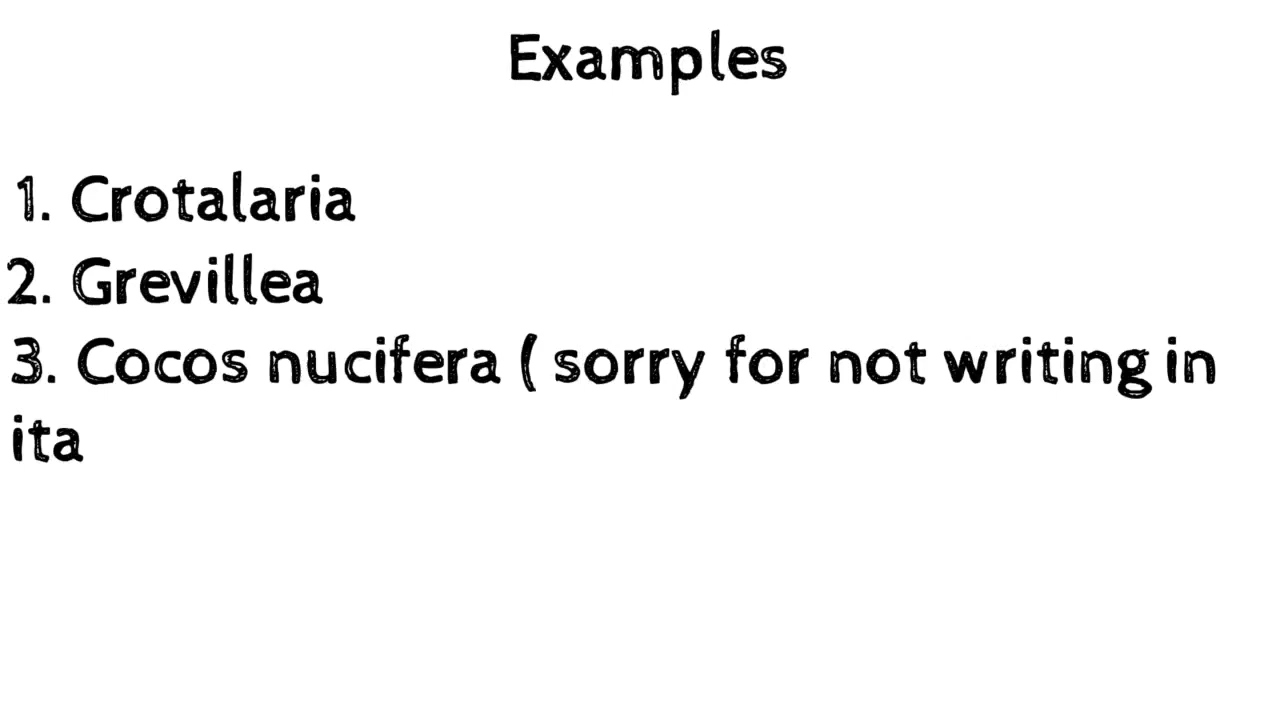 Examples
1. Crotalaria
2. Grevillea
3. Cocos nucifera ( sorry for not writing in
ita